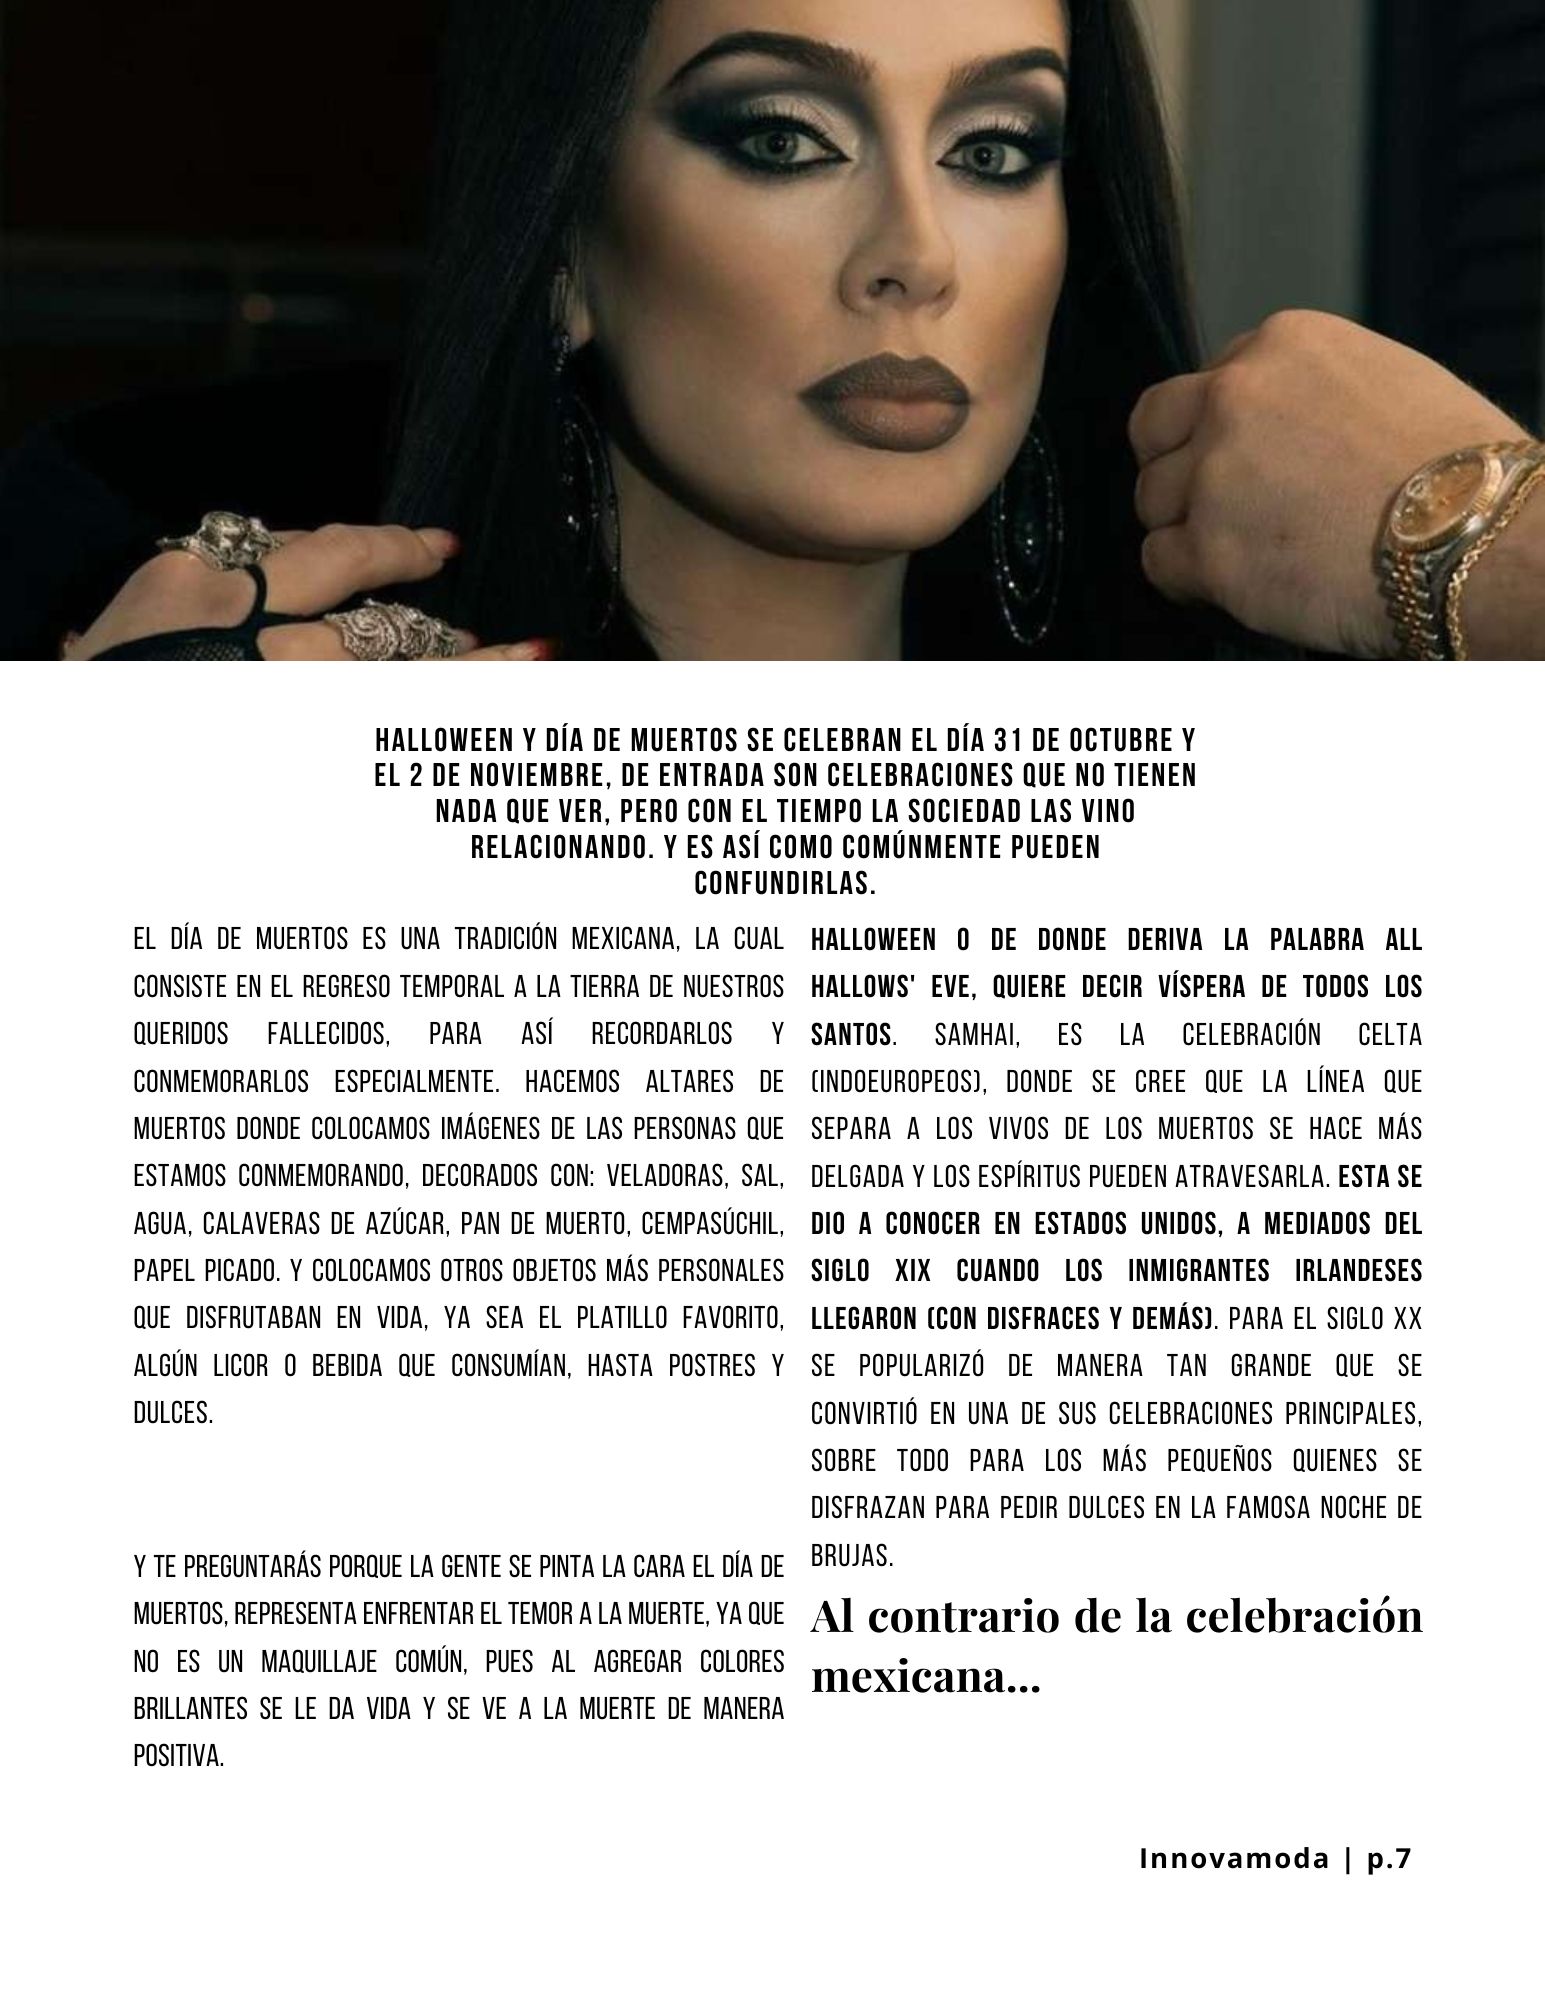 HALLOWEEN Y DÍA DE MUERTOS SE CELEBRAN EL DÍA 31 DE OCTUBRE Y
EL 2 DE NOVIEMBRE, DE ENTRADA SON CELEBRACIONES QUE NO TIENEN
NADA QUE VER, PERO CON EL TIEMPO LA SOCIEDAD LAS VINO
RELACIONANDO. Y ES ASÍ COMO COMÚNMENTE PUEDEN
CONFUNDIRLAS.
EL DÍA DE MUERTOS ES UNA TRADICIÓN MEXICANA, LA CUAL
CONSISTE EN EL REGRESO TEMPORAL A LA TIERRA DE NUESTROS
QUERIDOS FALLECIDOS, PARA ASÍ RECORDARLOS Y
CONMEMORARLOS ESPECIALMENTE. HACEMOS ALTARES DE
MUERTOS DONDE COLOCAMOS IMÁGENES DE LAS PERSONAS QUE
ESTAMOS CONMEMORANDO, DECORADOS CON: VELADORAS, SAL,
AGUA, CALAVERAS DE AZÚCAR, PAN DE MUERTO, CEMPASÚCHIL,
PAPEL PICADO. Y COLOCAMOS OTROS OBJETOS MÁS PERSONALES
QUE DISFRUTABAN EN VIDA, YA SEA EL PLATILLO FAVORITO,
ALGÚN LICOR O BEBIDA QUE CONSUMÍAN, HASTA POSTRES Y
DULCES.
Y TE PREGUNTARÁS PORQUE LA GENTE SE PINTA LA CARA EL DÍA DE
MUERTOS, REPRESENTA ENFRENTAR EL TEMOR A LA MUERTE, YA QUE
NO ES UN MAQUILLAJE COMÚN, PUES AL AGREGAR COLORES
BRILLANTES SE LE DA VIDA Y SE VE A LA MUERTE DE MANERA
POSITIVA.
HALLOWEEN O DE DONDE DERIVA LA PALABRA ALL
HALLOWS' EVE, QUIERE DECIR VÍSPERA DE TODOS LOS
SANTOS. SAMHAI, ES LA CELEBRACIÓN CELTA
(INDOEUROPEOS), DONDE SE CREE QUE LA LÍNEA QUE
SEPARA A LOS VIVOS DE LOS MUERTOS SE HACE MÁS
DELGADA Y LOS ESPÍRITUS PUEDEN ATRAVESARLA. ESTA SE
DIO A CONOCER EN ESTADOS UNIDOS, A MEDIADOS DEL
SIGLO XIX CUANDO LOS INMIGRANTES IRLANDESES
LLEGARON (CON DISFRACES Y DEMÁS). PARA EL SIGLO XX
SE POPULARIZÓ DE MANERA TAN GRANDE QUE SE
CONVIRTIÓ EN UNA DE SUS CELEBRACIONES PRINCIPALES,
SOBRE TODO PARA LOS MÁS PEQUEÑOS QUIENES SE
DISFRAZAN PARA PEDIR DULCES EN LA FAMOSA NOCHE DE
BRUJAS.
Al contrario de la celebración
mexicana...
Innovamoda | p.7